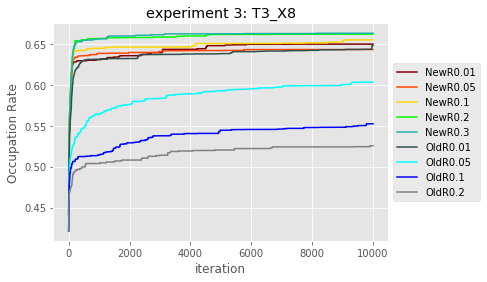 experiment 3: T3_X8
Occupation Rate
0.65
0.60
0.55
0.50
0.45
0
2000
4000
6000
8000
10000
iteration
NewR0.01
NewR0.05
NewR0.1
NewR0.2
NewR0.3
OldR0.01
OldR0.05
OldR0.1
OldR0.2